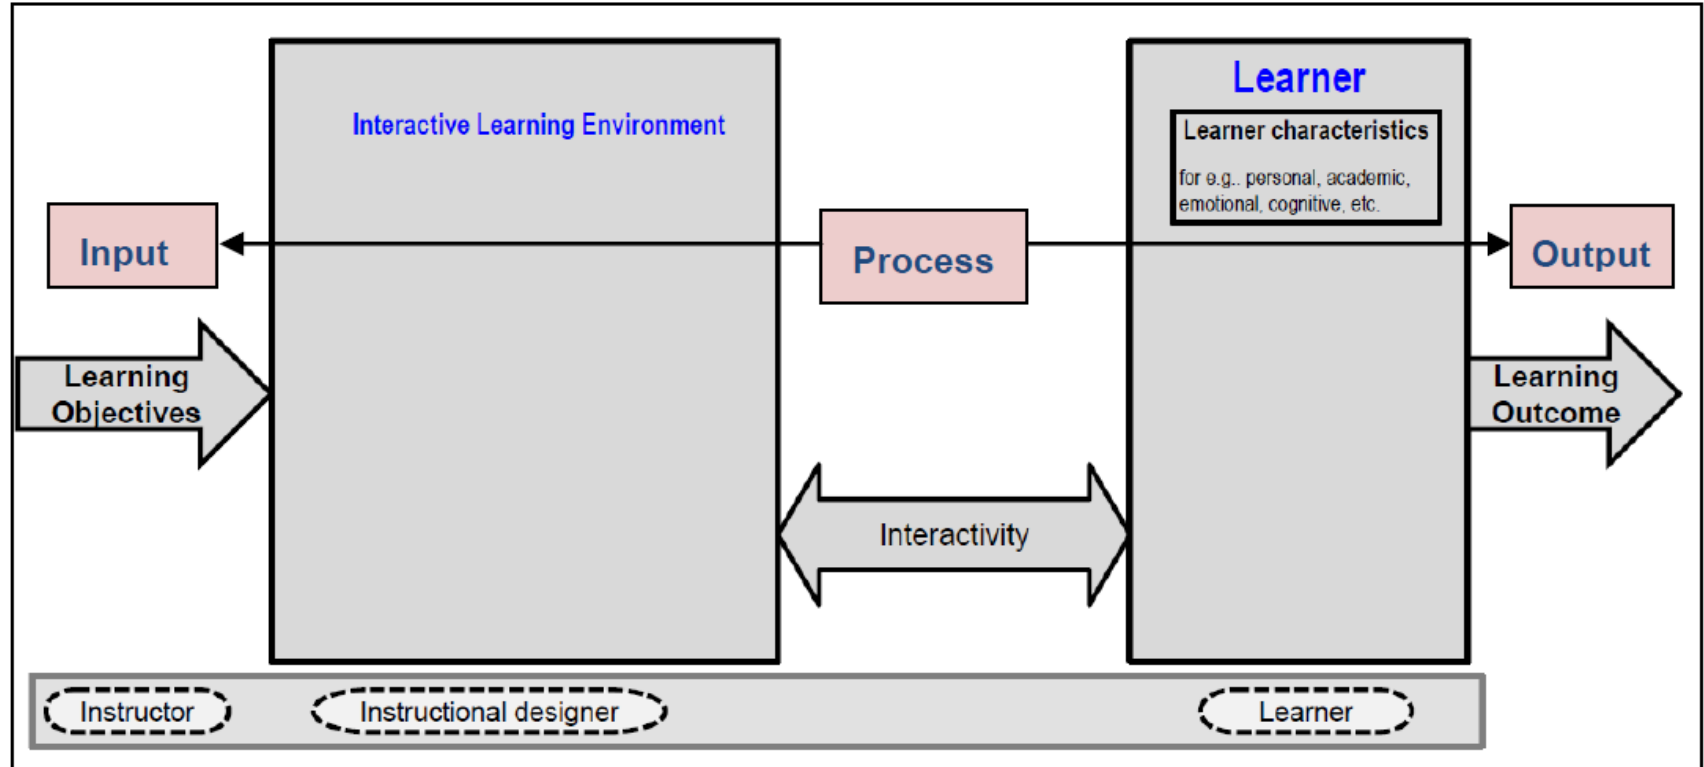 Learner
Interactive Learning Environment
Learner characteristics
for e.g.. personal, academic,
emotional, cognitive, etc.
Input
Process
Output
Learning
Objectives
Learning
Outcome
Interactivity
Instructor
Instructional designer
Learner